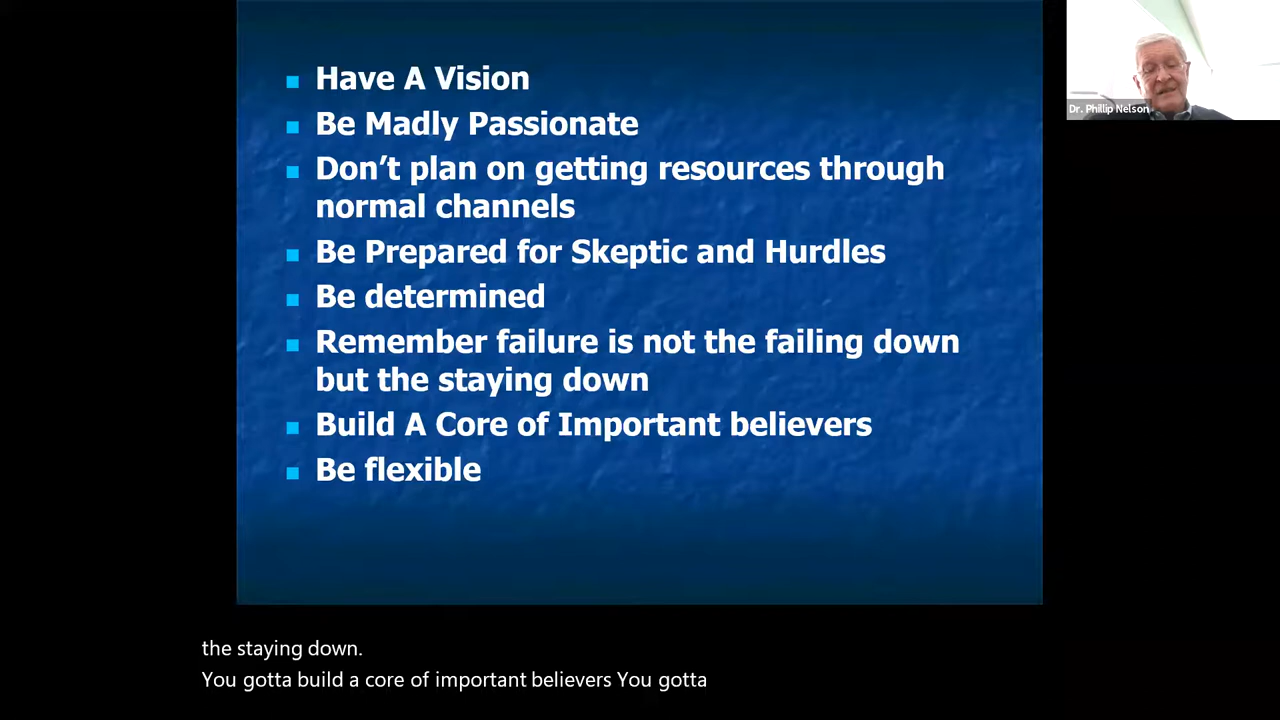 Have A Vision
Be Madly Passionate
Don't plan on getting resources through
normal channels
Be Prepared for Skeptic and Hurdles
Be determined
Remember failure is not the failing down
but the staying down
Build A Core of Important believers
Be flexible
Dr. Phillip Nelson
the staying down.
You gotta build a core of important believers You gotta